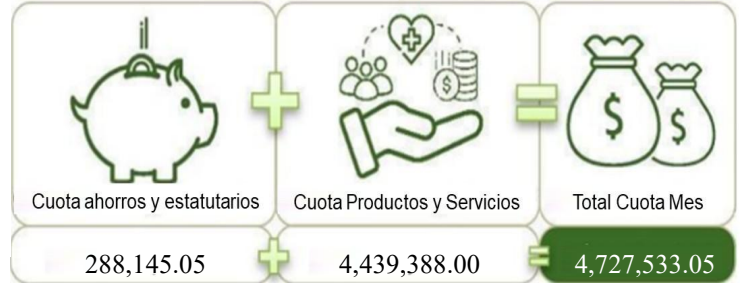 Cuota ahorros y estatutarios
Cuota Productos y Servicios
Total Cuota Mes
288,145.05 + 4,439,388.00 = 4,727,533.05